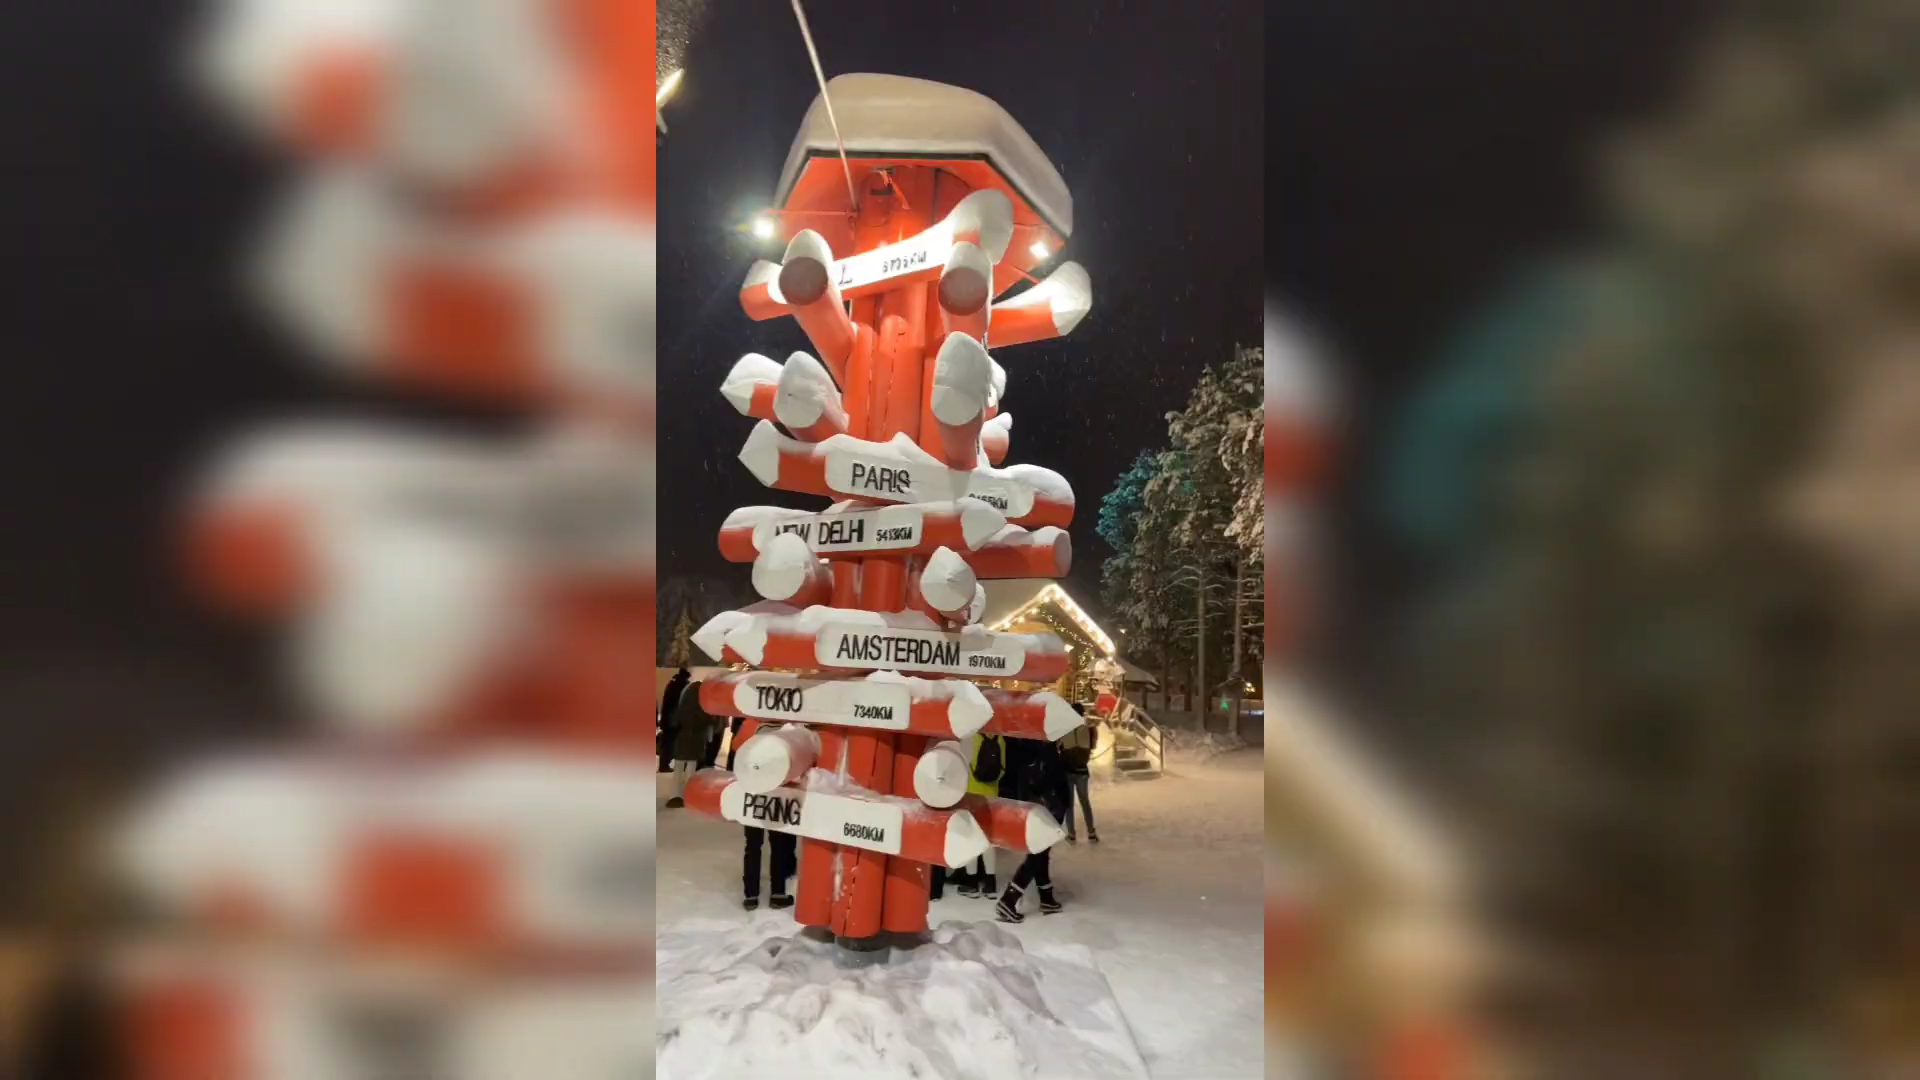 PARIS
NEW DELHI 5413KM
AMSTERDAM 1970KM
TOKIO 7340KM
PEKING 6680KM